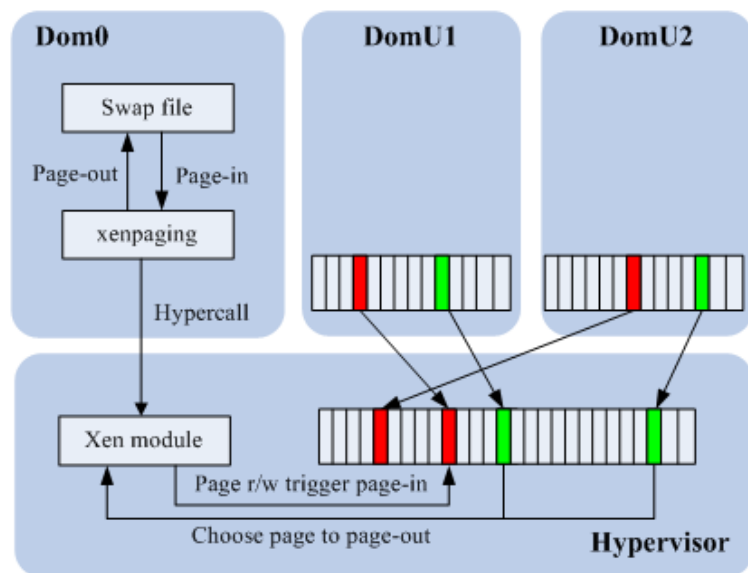 Dom0
DomU1
DomU2
Swap file
Page-out
Page-in
xenpaging
Hypercall
Xen module
Page r/w trigger page-in
Choose page to page-out
Hypervisor